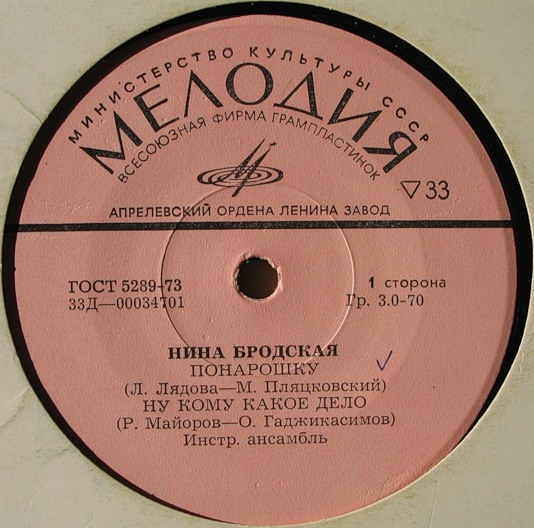 МИНИСТЕРСТВО КУЛЬТУРЫ СССР
МЕЛОДИЯ
ВСЕСОЮЗНАЯ ФИРМА ГРАМПЛАСТИНОК
▽33
АПРЕЛЕВСКИЙ ОРДЕНА ЛЕНИНА ЗАВОД
ГОСТ 5289-73
1 сторона
33Д—00034701
Гр. 3.0-70
НИНА БРОДСКАЯ
ПОНАРОШКУ
(Л. Лядова—М. Пляцковский)
НУ КОМУ КАКОЕ ДЕЛО
(Р. Майоров—О. Гаджикасимов)
Инстр. ансамбль